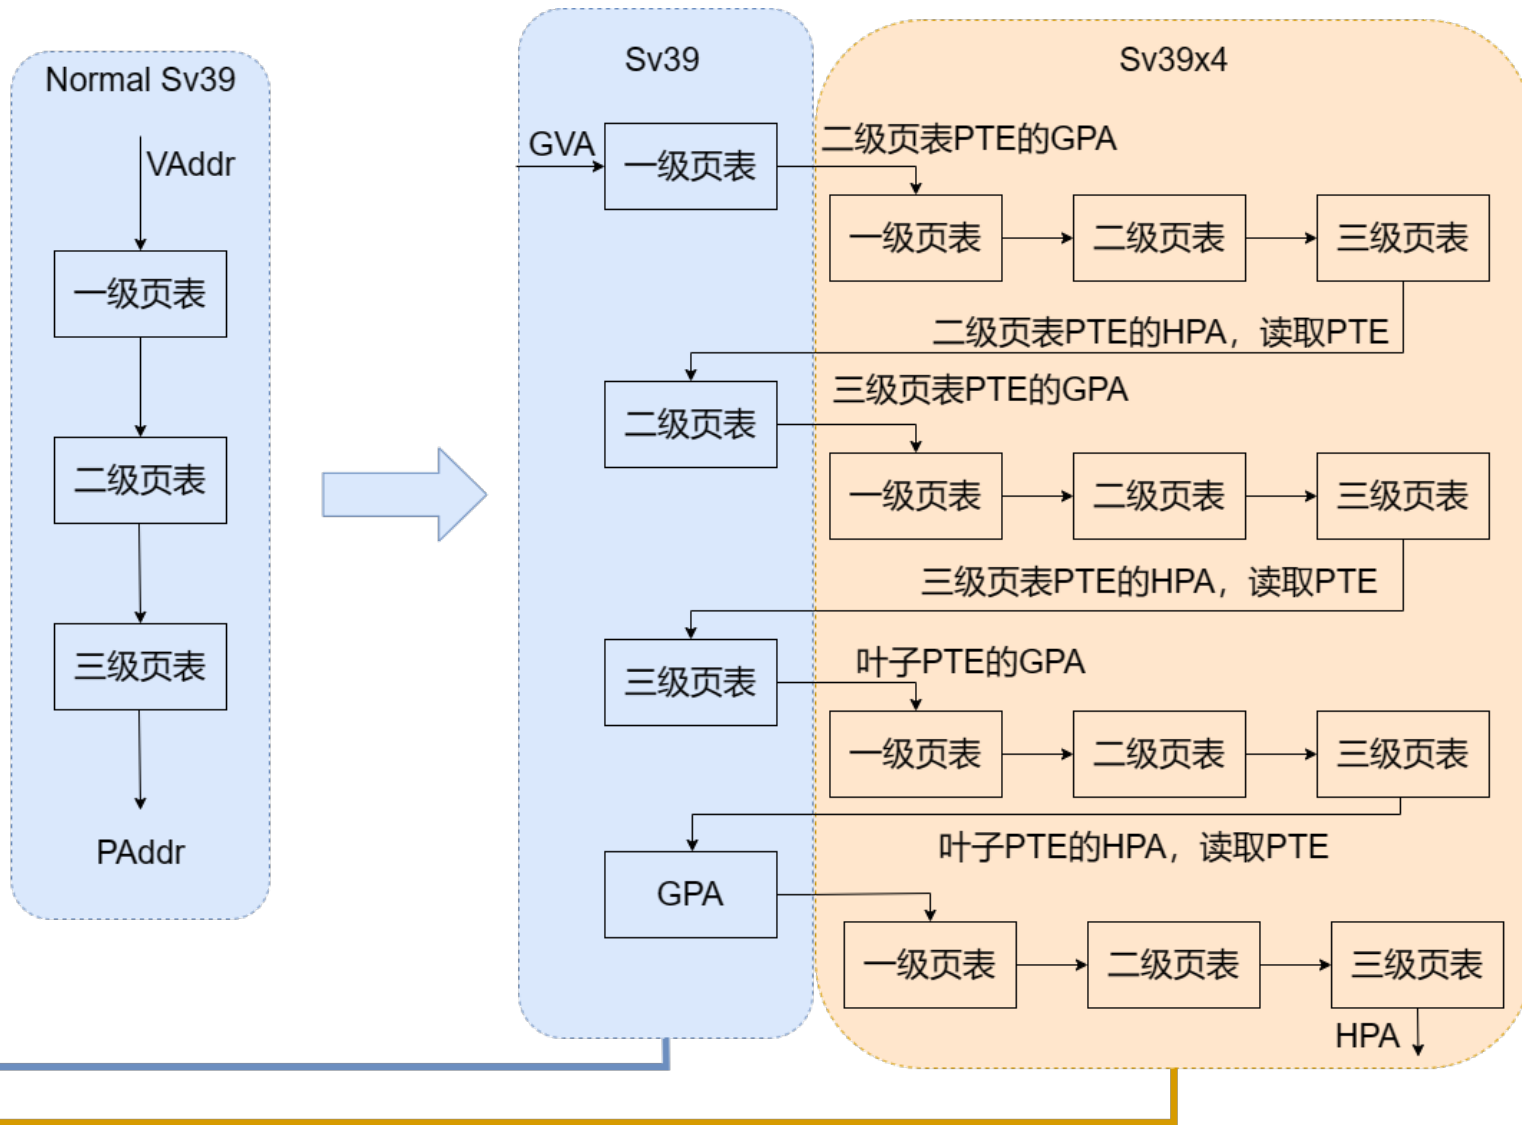 Normal Sv39
VAddr
一级页表
二级页表
三级页表
PAddr
Sv39
Sv39x4
GVA
一级页表
二级页表PTE的GPA
一级页表
二级页表
三级页表
二级页表PTE的HPA，读取PTE
二级页表
三级页表PTE的GPA
一级页表
二级页表
三级页表
三级页表PTE的HPA，读取PTE
三级页表
叶子PTE的GPA
一级页表
二级页表
三级页表
叶子PTE的HPA，读取PTE
GPA
一级页表
二级页表
三级页表
HPA